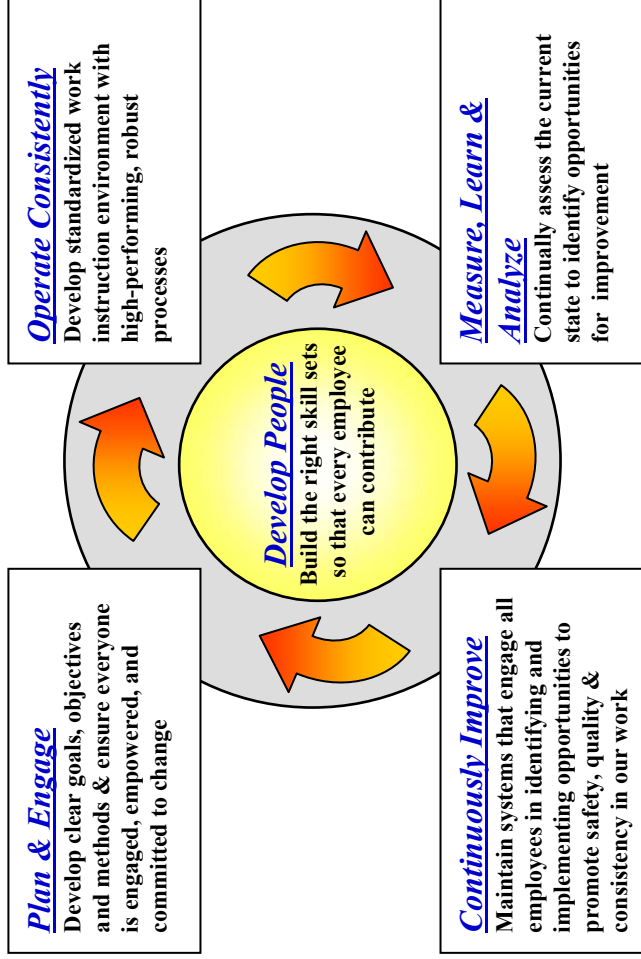 Plan & Engage
Develop clear goals, objectives
and methods & ensure everyone
is engaged, empowered, and
committed to change
Operate Consistently
Develop standardized work
instruction environment with
high-performing, robust
processes
Develop People
Build the right skill sets
so that every employee
can contribute
Continuously Improve
Maintain systems that engage all
employees in identifying and
implementing opportunities to
promote safety, quality &
consistency in our work
Measure, Learn &
Analyze
Continually assess the current
state to identify opportunities
for improvement